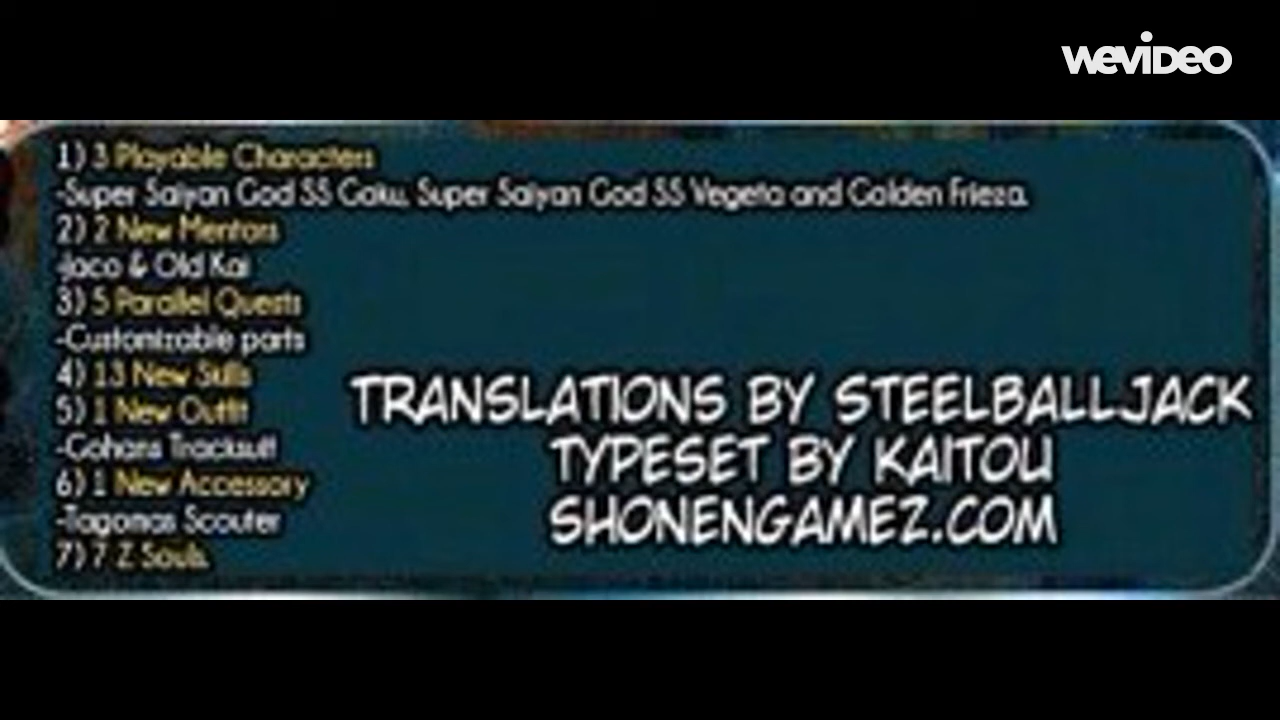 wevideo
1) 3 Playable Characters
-Super Saiyan God SS Goku, Super Saiyan God SS Vegeta and Golden Frieza.
2) 2 New Mentors
-Jaco & Old Kai
3) 5 Parallel Quests
-Customizable parts
4) 13 New Skills
5) 1 New Outfit
-Gohans Tracksuit
6) 1 New Accessory
-Tagomas Scouter
7) 7 Z Souls.
TRANSLATIONS BY STEELBALLJACK
TYPESET BY KAITOU
SHONENGAMEZ.COM